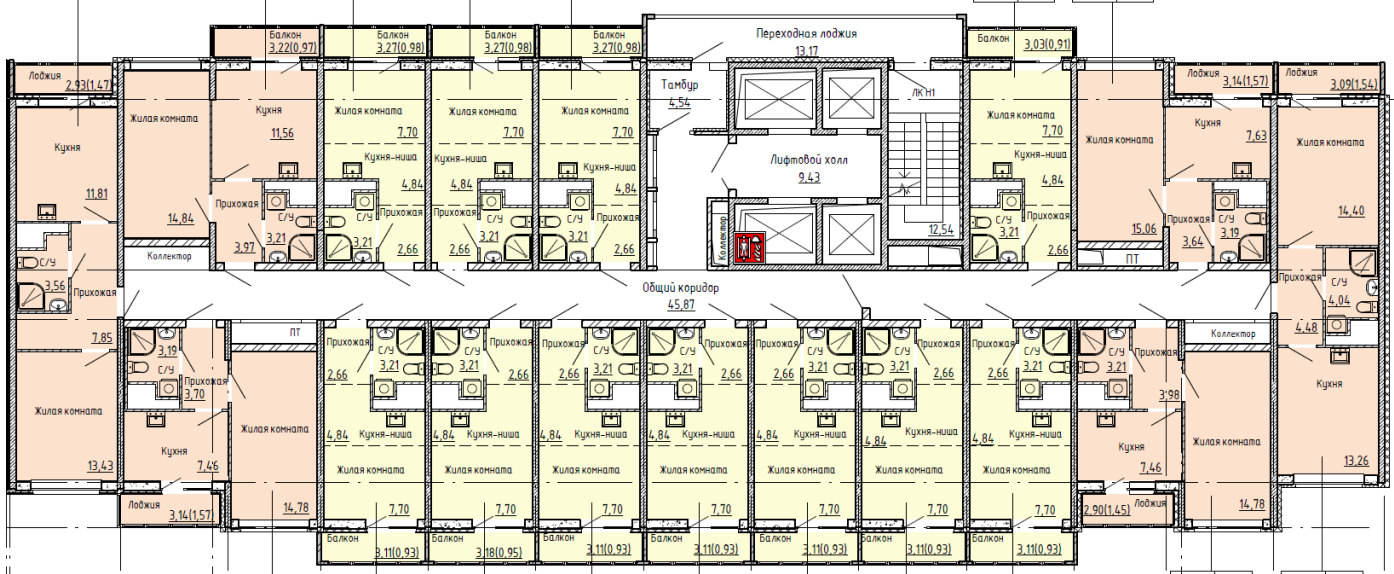 Балкон
3,22(0,97)
Балкон
3,27(0,98)
Балкон
3,27(0,98)
Балкон
3,27(0,98)
Переходная лоджия
13,17
Балкон
3,03(0,91)
Лоджия
2,93(1,47)
Лоджия
3,14(1,57)
Лоджия
3,09(1,54)
Тамбур
4,54
ЛК Н1
Жилая комната
14,84
Кухня
11,56
Жилая комната
7,70
Жилая комната
7,70
Жилая комната
7,70
Жилая комната
7,70
Жилая комната
15,06
Кухня
7,63
Жилая комната
14,40
Кухня
11,81
Кухня-ниша
4,84
Кухня-ниша
4,84
Кухня-ниша
4,84
Лифтовой холл
9,43
Кухня-ниша
4,84
Прихожая
3,97
С/У
3,21
С/У
3,21
Прихожая
2,66
Прихожая
2,66
С/У
3,21
С/У
3,21
Прихожая
2,66
Коллектор
12,54
С/У
3,21
Прихожая
2,66
Прихожая
3,64
С/У
3,19
Коллектор
ПТ
С/У
3,56
Прихожая
7,85
Общий коридор
45,87
Прихожая
4,48
С/У
4,04
ПТ
Коллектор
3,19
С/У
Прихожая
3,70
Прихожая
2,66
С/У
3,21
С/У
3,21
Прихожая
2,66
Прихожая
2,66
С/У
3,21
С/У
3,21
Прихожая
2,66
Прихожая
2,66
С/У
3,21
С/У
3,21
Прихожая
2,66
Прихожая
2,66
С/У
3,21
С/У
3,21
Прихожая
3,98
Жилая комната
13,43
Кухня
7,46
Жилая комната
14,78
4,84
Кухня-ниша
4,84
Кухня-ниша
4,84
Кухня-ниша
4,84
Кухня-ниша
4,84
Кухня-ниша
4,84
Кухня-ниша
4,84
Кухня-ниша
Кухня
7,46
Жилая комната
14,78
Кухня
13,26
Жилая комната
7,70
Жилая комната
7,70
Жилая комната
7,70
Жилая комната
7,70
Жилая комната
7,70
Жилая комната
7,70
Жилая комната
7,70
Лоджия
3,14(1,57)
Лоджия
2,90(1,45)
Балкон
3,11(0,93)
Балкон
3,18(0,95)
Балкон
3,11(0,93)
Балкон
3,11(0,93)
Балкон
3,11(0,93)
Балкон
3,11(0,93)
Балкон
3,11(0,93)